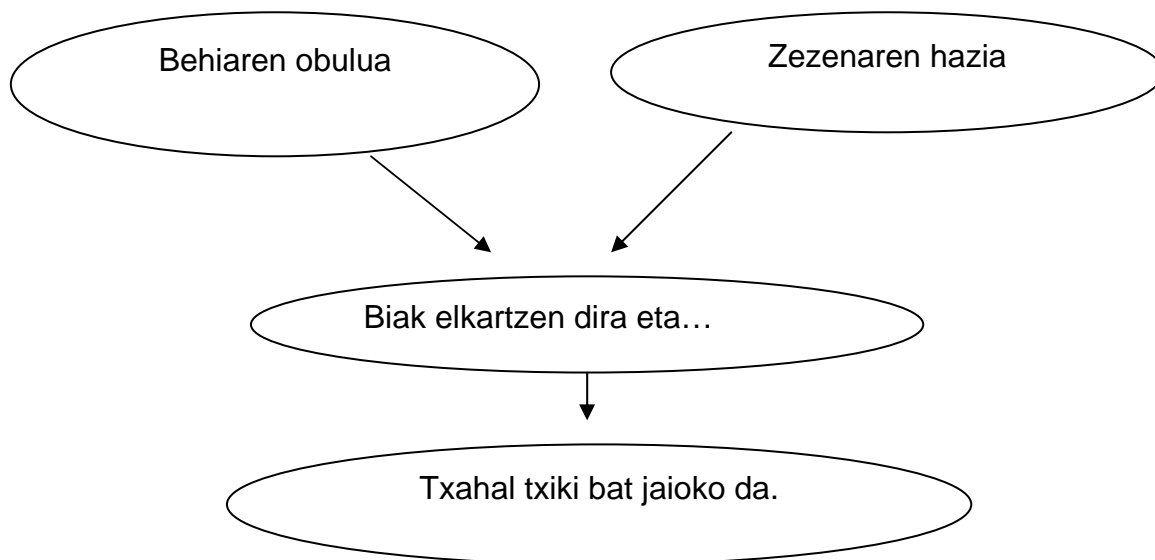 Behiaren obulua
Zezenaren hazia
Biak elkartzen dira eta…
Txahal txiki bat jaioko da.